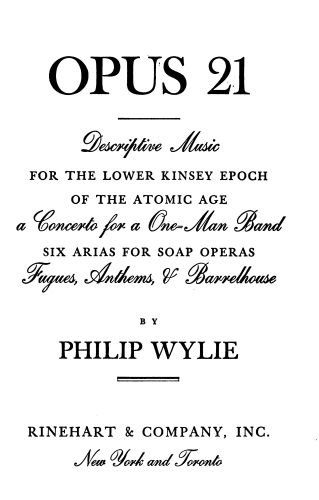 OPUS 21
Descriptive Music
FOR THE LOWER KINSEY EPOCH
OF THE ATOMIC AGE
a Concerto for a One-Man Band
SIX ARIAS FOR SOAP OPERAS
Fugues, Anthems, & Barrelhouse
BY
PHILIP WYLIE
RINEHART & COMPANY, INC.
New York and Toronto